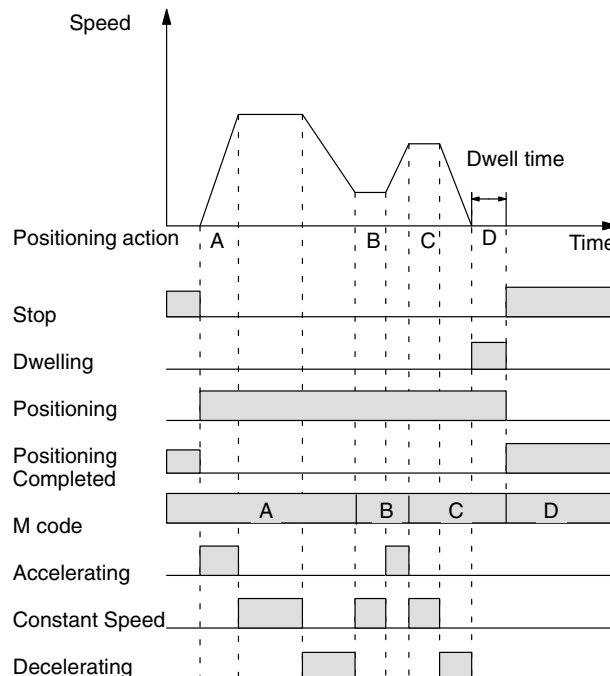 Speed
Dwell time
Positioning action A B C D Time
Stop
Dwelling
Positioning
Positioning
Completed
M code A B C D
Accelerating
Constant Speed
Decelerating